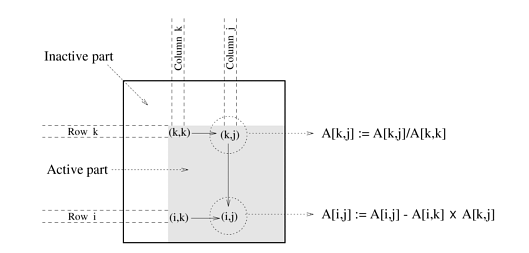 Column k
Column j
Inactive part
Row k
(k,k)
(k,j)
A[k,j] := A[k,j]/A[k,k]
Active part
Row i
(i,k)
(i,j)
A[i,j] := A[i,j] - A[i,k] x A[k,j]